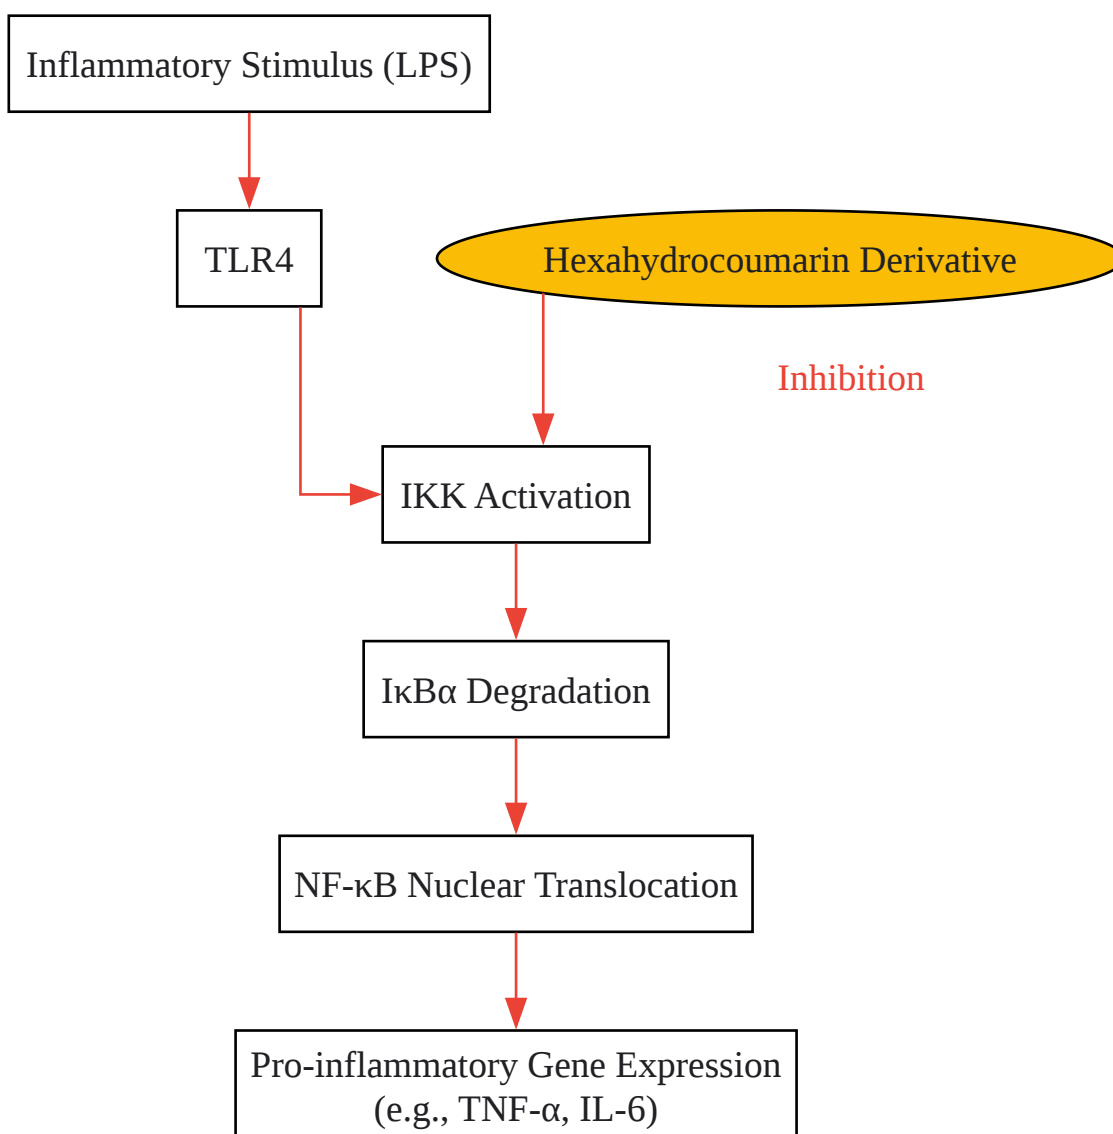 Inflammatory Stimulus (LPS)
TLR4
Hexahydrocoumarin Derivative
Inhibition
IKK Activation
IκBα Degradation
NF-κB Nuclear Translocation
Pro-inflammatory Gene Expression
(e.g., TNF-α, IL-6)